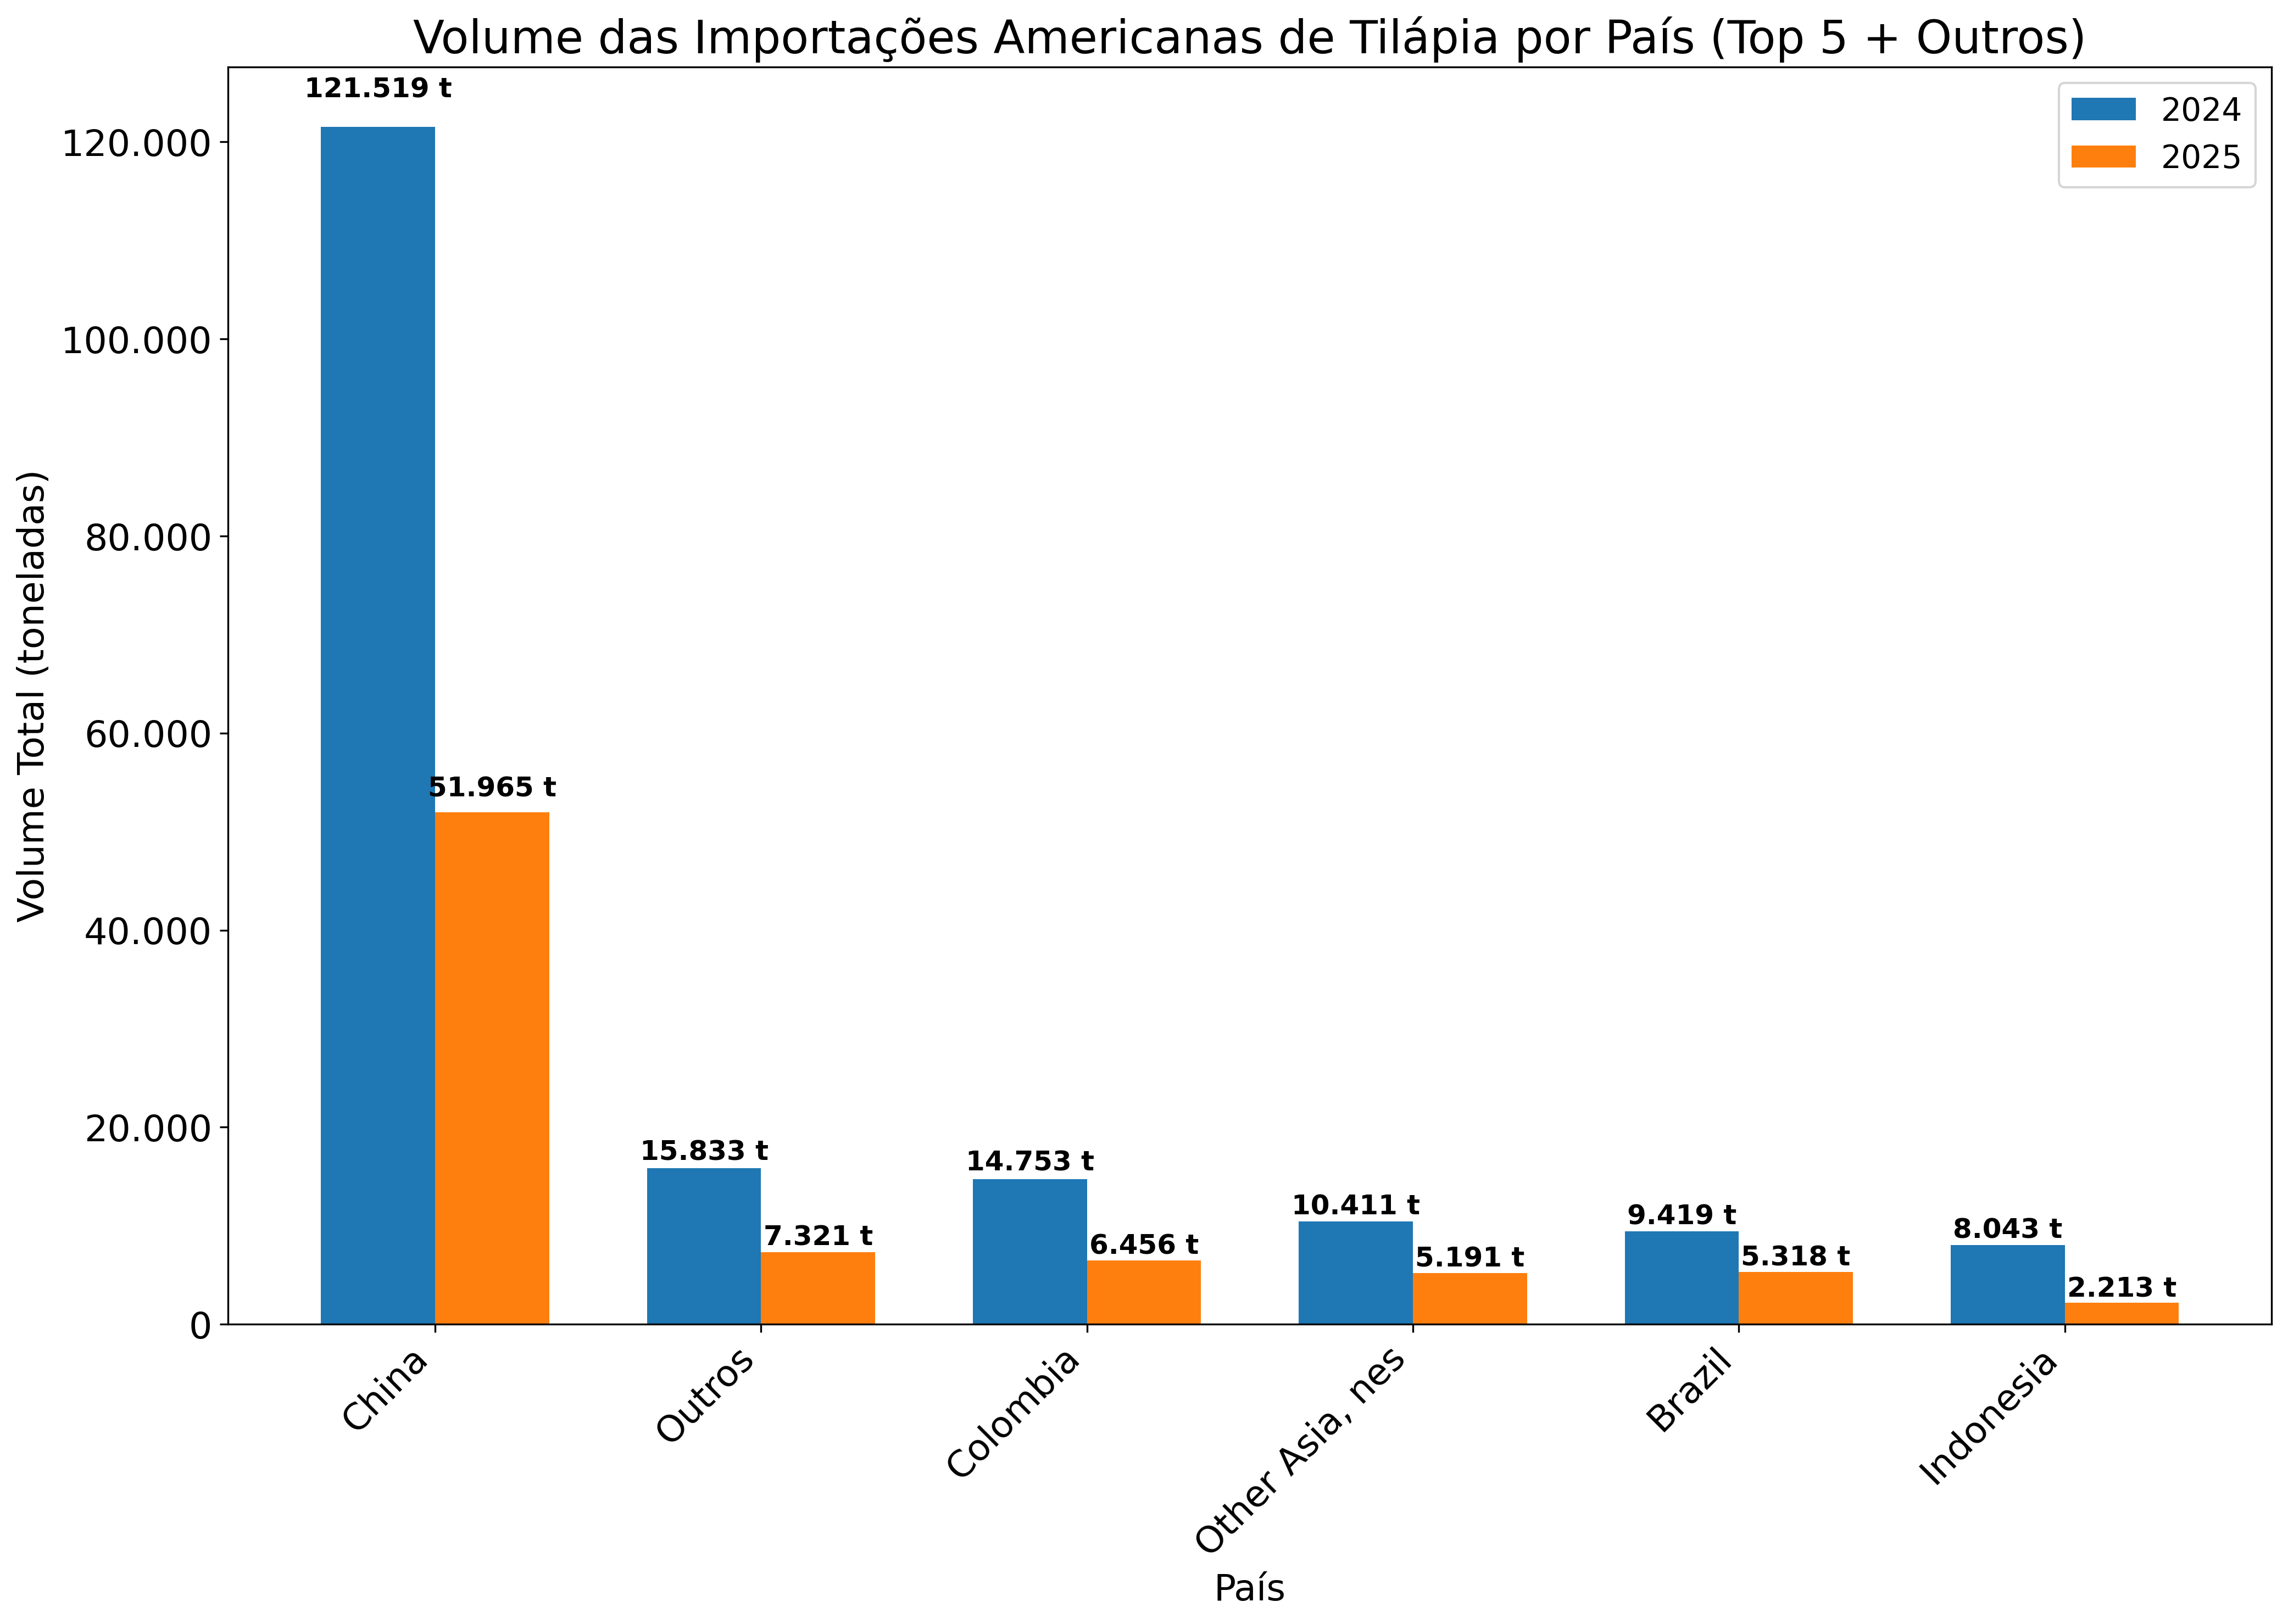 Volume das Importações Americanas de Tilápia por País (Top 5 + Outros)
2024
2025
Volume Total (toneladas)
120.000
100.000
80.000
60.000
40.000
20.000
0
121.519 t
51.965 t
15.833 t
7.321 t
14.753 t
6.456 t
10.411 t
5.191 t
9.419 t
5.318 t
8.043 t
2.213 t
China
Outros
Colombia
Other Asia, nes
Brazil
Indonesia
País